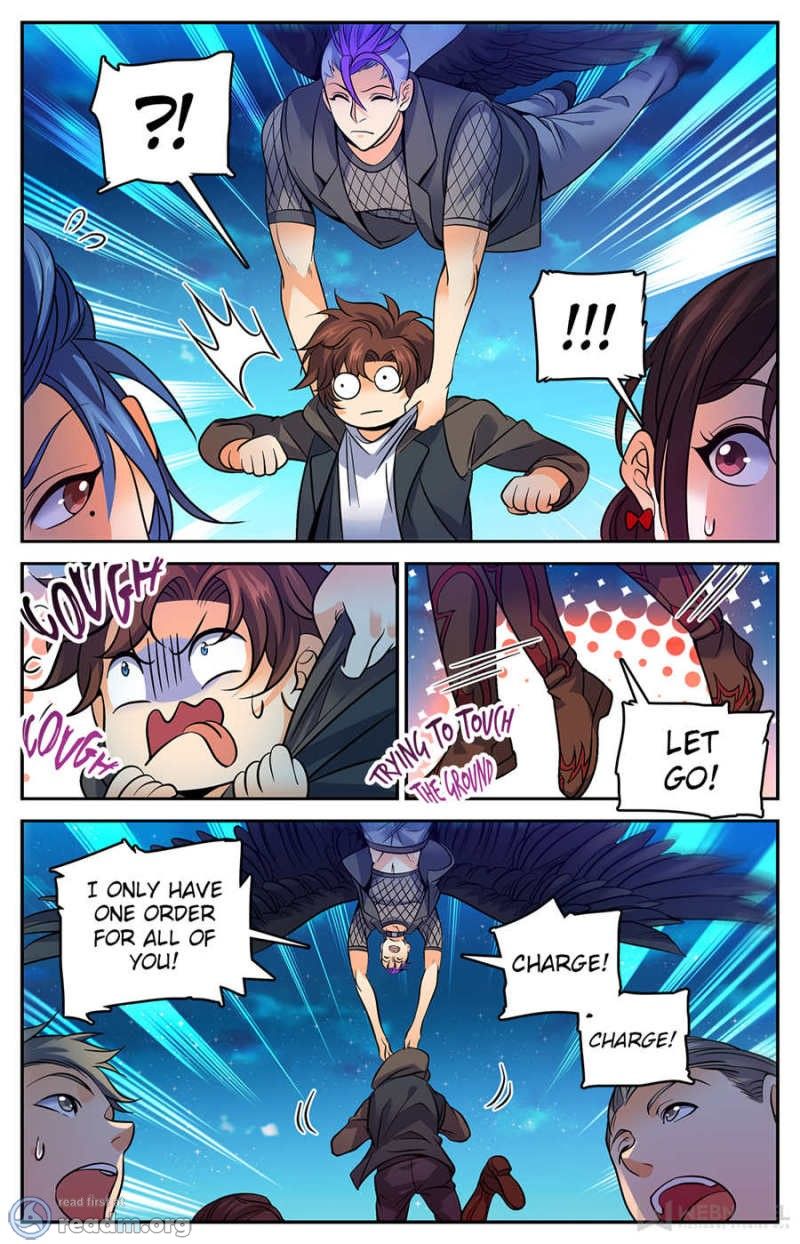 ?!
!!!
COUGH
COUGH
TRYING TO TOUCH
THE GROUND
LET
GO!
I ONLY HAVE
ONE ORDER
FOR ALL OF
YOU!
CHARGE!
CHARGE!
read first at
readm.org